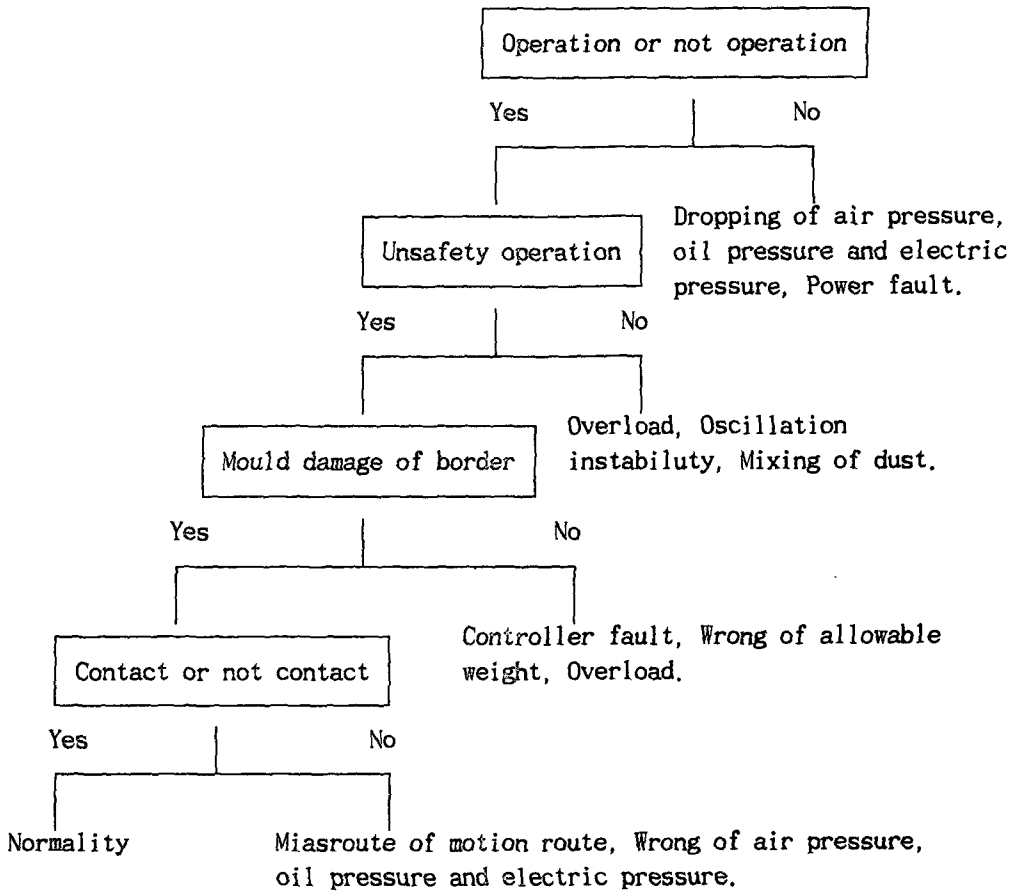 Operation or not operation
Yes
No
Dropping of air pressure,
oil pressure and electric
pressure, Power fault.
Unsafety operation
Yes
No
Overload, Oscillation
instabiluty, Mixing of dust.
Mould damage of border
Yes
No
Controller fault, Wrong of allowable
weight, Overload.
Contact or not contact
Yes
No
Normality
Miasroute of motion route, Wrong of air pressure,
oil pressure and electric pressure.